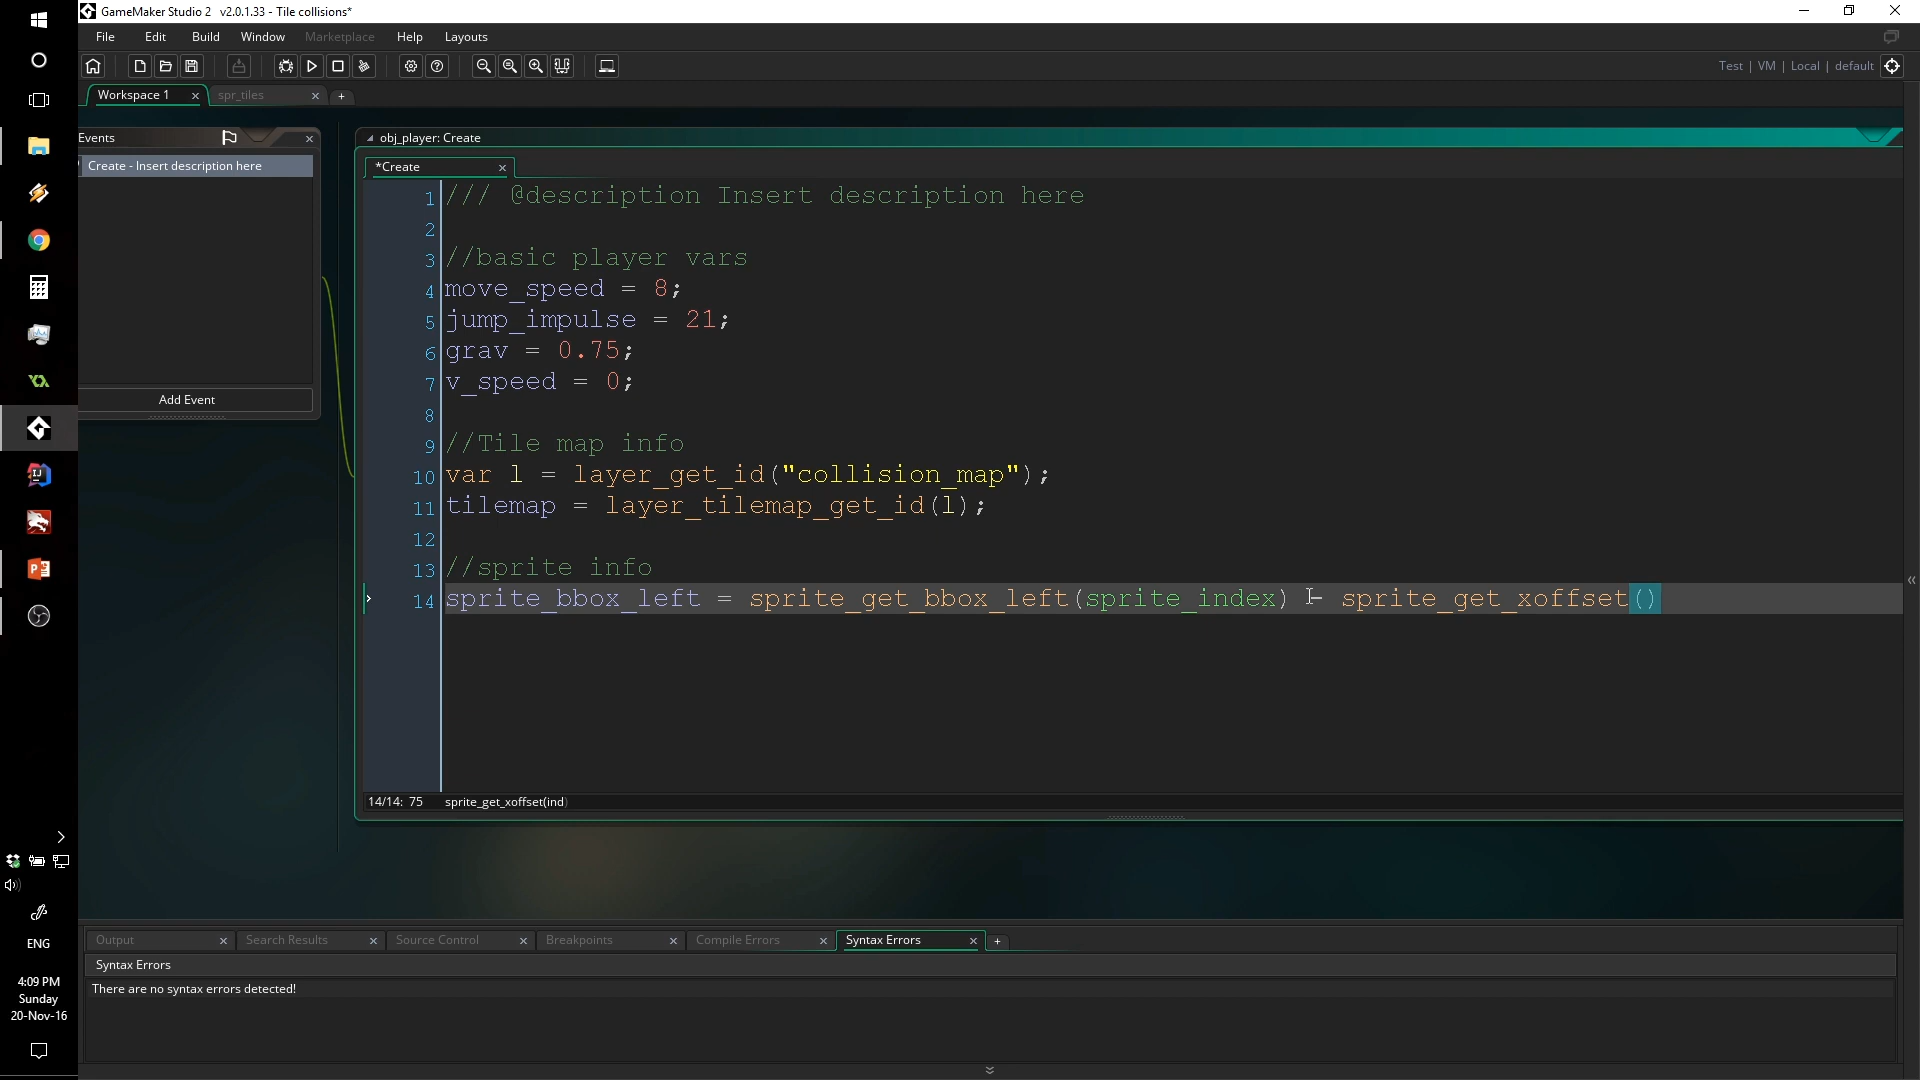 GameMaker Studio 2 v2.0.1.33 - Tile collisions*
File Edit Build Window Marketplace Help Layouts
Test | VM | Local | default
Workspace 1 spr_tiles
Events
Create - Insert description here
Add Event
obj_player: Create
*Create
1 /// @description Insert description here
2
3 //basic player vars
4 move_speed = 8;
5 jump_impulse = 21;
6 grav = 0.75;
7 v_speed = 0;
8
9 //Tile map info
10 var l = layer_get_id("collision_map");
11 tilemap = layer_tilemap_get_id(l);
12
13 //sprite info
14 sprite_bbox_left = sprite_get_bbox_left(sprite_index) - sprite_get_xoffset()
14/14: 75 sprite_get_xoffset(ind)
Output Search Results Source Control Breakpoints Compile Errors Syntax Errors
Syntax Errors
There are no syntax errors detected!
ENG
4:09 PM
Sunday
20-Nov-16